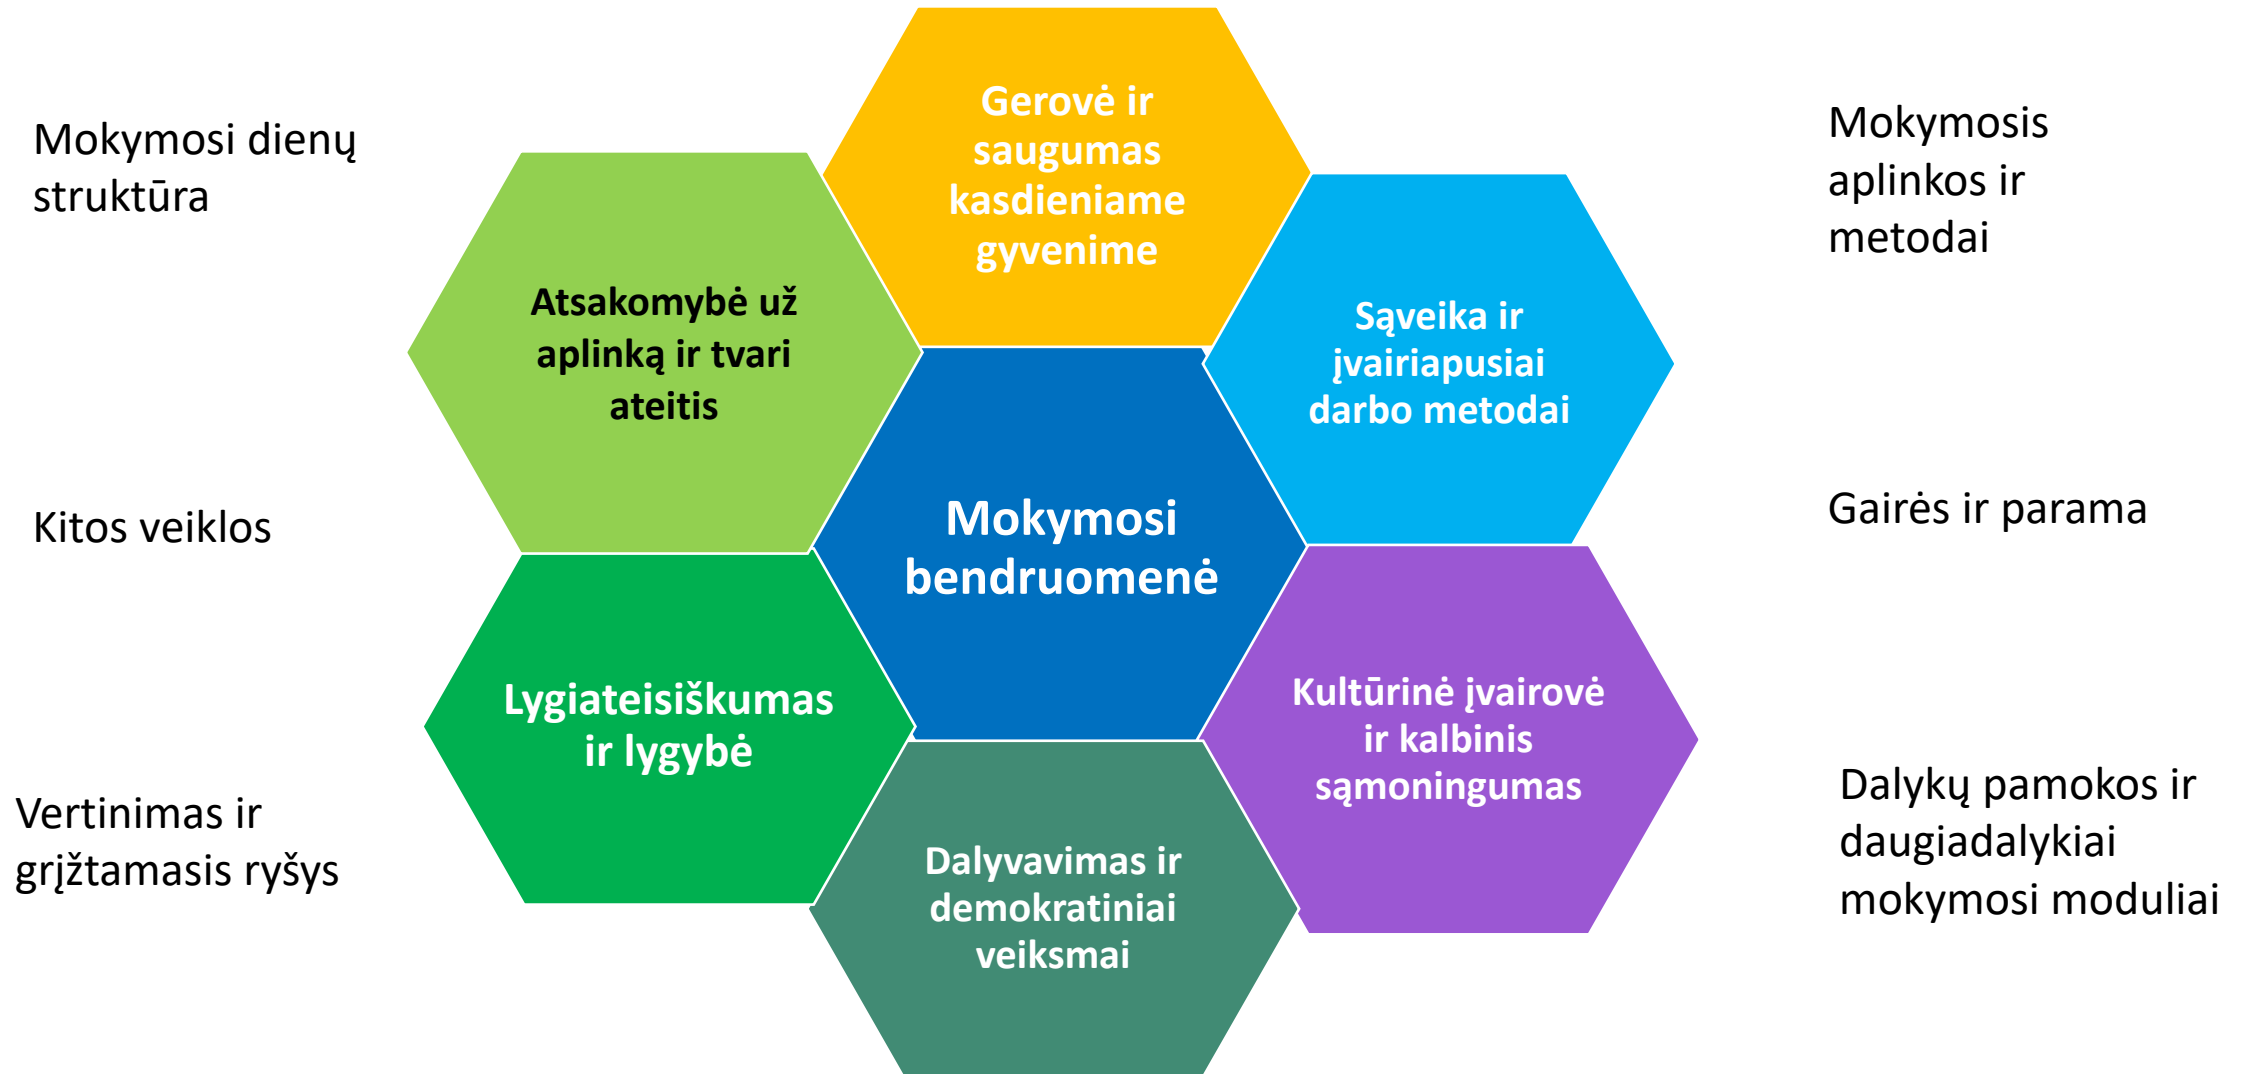 Mokymosi dienų
struktūra
Kitos veiklos
Vertinimas ir
grįžtamasis ryšys
Gerovė ir
saugumas
kasdieniame
gyvenime
Atsakomybė už
aplinką ir tvari
ateitis
Sąveika ir
įvairiapusiai
darbo metodai
Mokymosi
bendruomenė
Lygiateisiškumas
ir lygybė
Kultūrinė įvairovė
ir kalbinis
sąmoningumas
Dalyvavimas ir
demokratiniai
veiksmai
Mokymosis
aplinkos ir
metodai
Gairės ir parama
Dalykų pamokos ir
daugiadalykiai
mokymosi moduliai